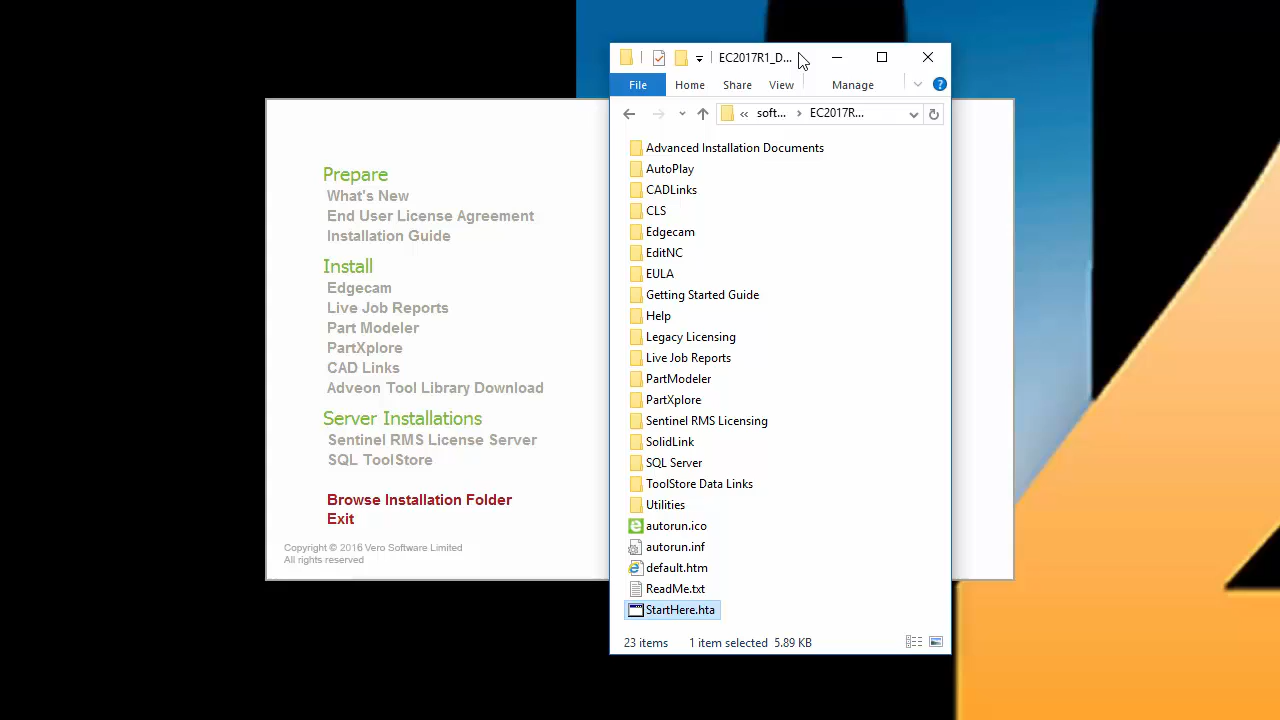 Prepare
What's New
End User License Agreement
Installation Guide
Install
Edgecam
Live Job Reports
Part Modeler
PartXplore
CAD Links
Adveon Tool Library Download
Server Installations
Sentinel RMS License Server
SQL ToolStore
Browse Installation Folder
Exit
Copyright © 2016 Vero Software Limited
All rights reserved
EC2017R1_D...
File Home Share View Manage
« soft... › EC2017R...
Advanced Installation Documents
AutoPlay
CADLinks
CLS
Edgecam
EditNC
EULA
Getting Started Guide
Help
Legacy Licensing
Live Job Reports
PartModeler
PartXplore
Sentinel RMS Licensing
SolidLink
SQL Server
ToolStore Data Links
Utilities
autorun.ico
autorun.inf
default.htm
ReadMe.txt
StartHere.hta
23 items 1 item selected 5.89 KB